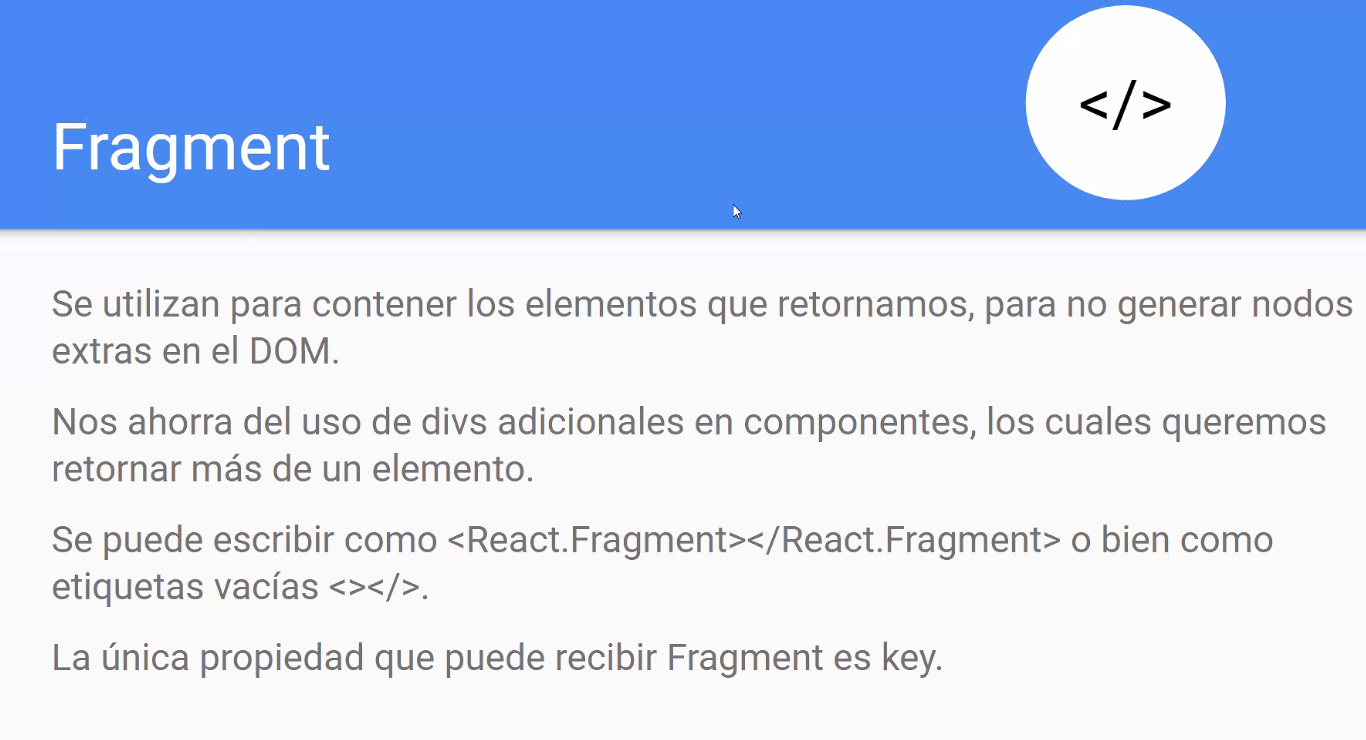 </>
Fragment
Se utilizan para contener los elementos que retornamos, para no generar nodos
extras en el DOM.
Nos ahorra del uso de divs adicionales en componentes, los cuales queremos
retornar más de un elemento.
Se puede escribir como <React.Fragment></React.Fragment> o bien como
etiquetas vacías <></>.
La única propiedad que puede recibir Fragment es key.